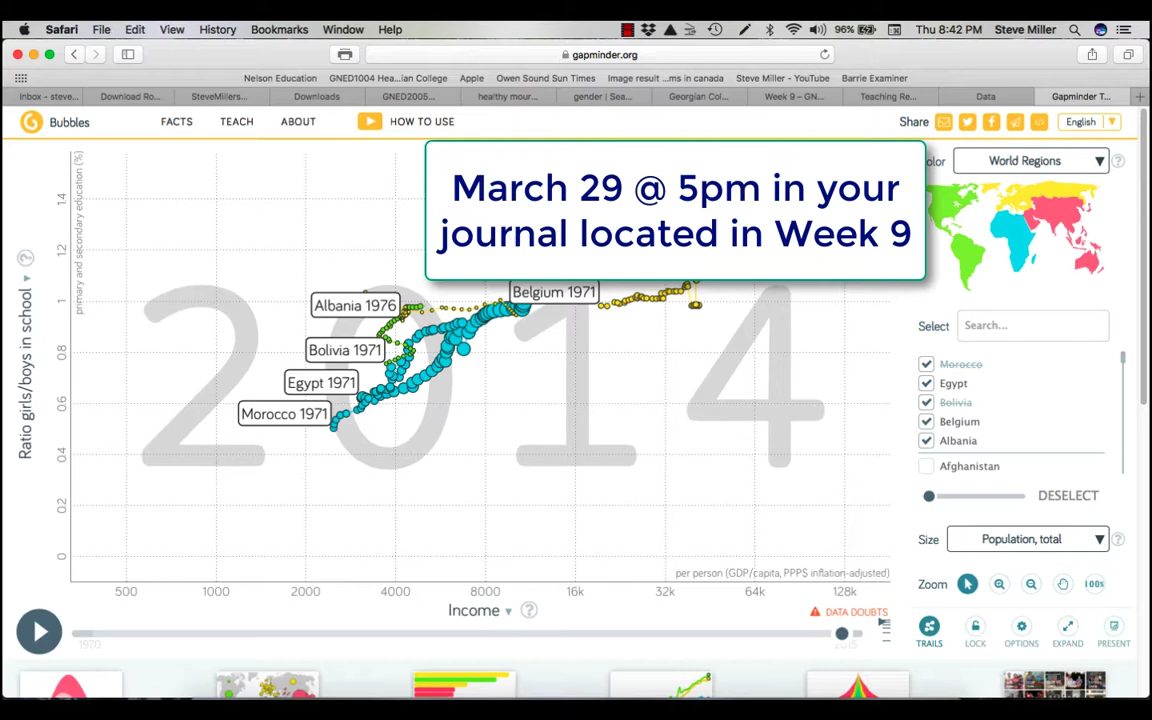 Safari File Edit View History Bookmarks Window Help 96% Thu 8:42 PM Steve Miller
gapminder.org
Nelson Education GNED1004 Hea...ian College Apple Owen Sound Sun Times Image result ...ms in canada Steve Miller - YouTube Barrie Examiner
Inbox - steve... Download Ro... SteveMillers... Downloads GNED2005... healthy mour... gender | Sea... Georgian Col... Week 9 – GN... Teaching Re... Data Gapminder T...
Bubbles FACTS TEACH ABOUT HOW TO USE Share English
March 29 @ 5pm in your
journal located in Week 9
Color World Regions
primary and secondary education (%)
Ratio girls/boys in school
1.4
1.2
1
0.8
0.6
0.4
0.2
0
2014
Belgium 1971
Albania 1976
Bolivia 1971
Egypt 1971
Morocco 1971
Select Search...
Morocco
Egypt
Bolivia
Belgium
Albania
Afghanistan
DESELECT
Size Population, total
per person (GDP/capita, PPP$ inflation-adjusted)
500 1000 2000 4000 8000 16k 32k 64k 128k
Zoom 100%
Income
DATA DOUBTS
1970 2015
TRAILS LOCK OPTIONS EXPAND PRESENT